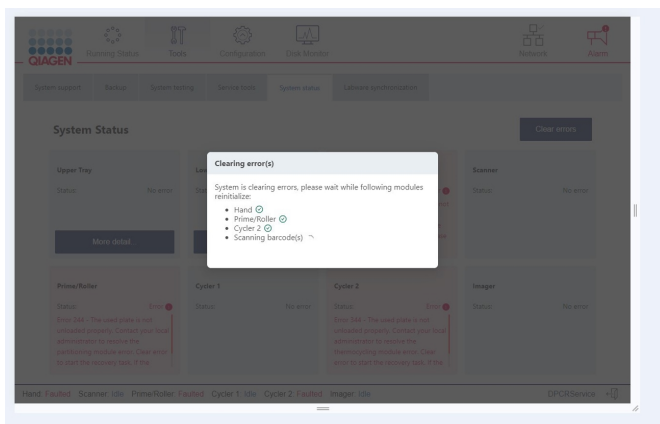 QIAGEN
Running Status
Tools
Configuration
Disk Monitor
Network
Alarm
System support
Backup
System testing
Service tools
System status
Labware synchronization
System Status
Clear errors
Upper Tray
Status: No error
More detail
Scanner
Status: No error
Clearing error(s)
System is clearing errors, please wait while following modules
reinitialize:
Hand
Prime/Roller
Cycler 2
Scanning barcode(s)
Prime/Roller
Status: Error
Error 244 - The used plate is not
unloaded properly. Contact your local
administrator to resolve the
partitioning module error. Clear error
to start the recovery task. If the
Cycler 1
Status: No error
Cycler 2
Status: Error
Error 344 - The used plate is not
unloaded properly. Contact your local
administrator to resolve the
thermocycling module error. Clear
error to start the recovery task. If the
Imager
Status: No error
Hand: Faulted Scanner: Idle Prime/Roller: Faulted Cycler 1: Idle Cycler 2: Faulted Imager: Idle DPCRService